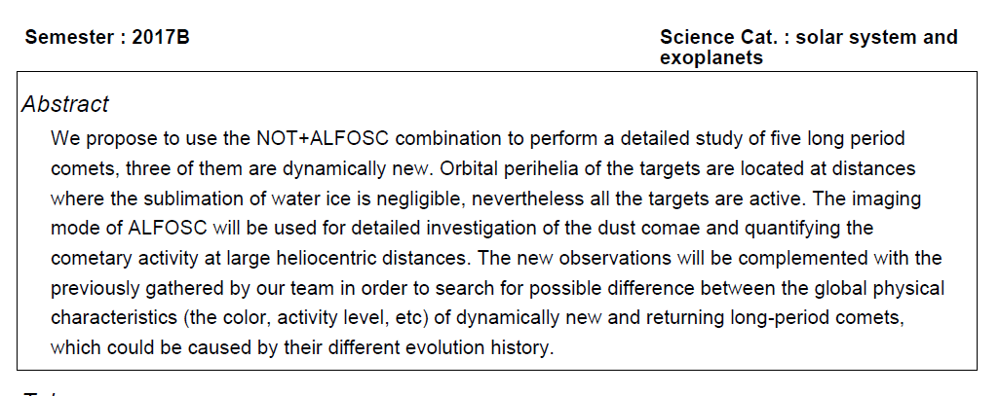 Semester : 2017B
Science Cat. : solar system and
exoplanets
Abstract
We propose to use the NOT+ALFOSC combination to perform a detailed study of five long period
comets, three of them are dynamically new. Orbital perihelia of the targets are located at distances
where the sublimation of water ice is negligible, nevertheless all the targets are active. The imaging
mode of ALFOSC will be used for detailed investigation of the dust comae and quantifying the
cometary activity at large heliocentric distances. The new observations will be complemented with the
previously gathered by our team in order to search for possible difference between the global physical
characteristics (the color, activity level, etc) of dynamically new and returning long-period comets,
which could be caused by their different evolution history.